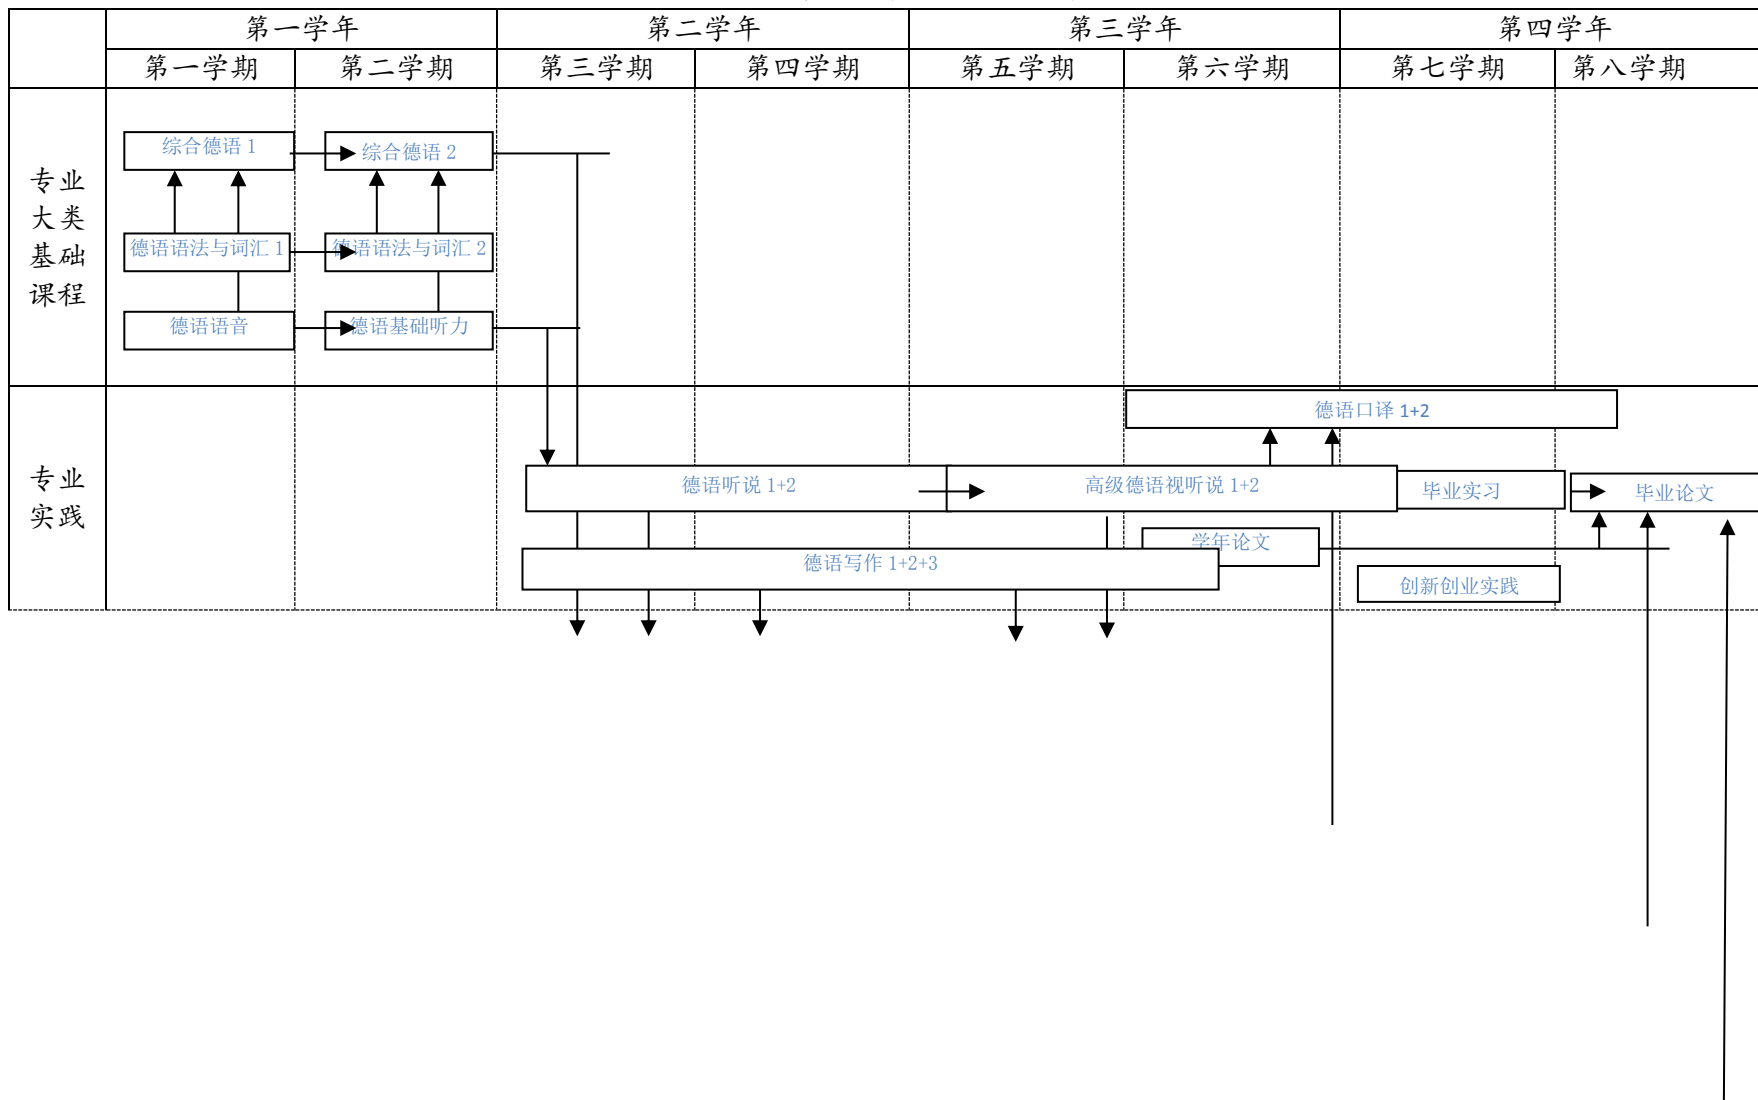 第一学年 第二学年 第三学年 第四学年
第一学期 第二学期 第三学期 第四学期 第五学期 第六学期 第七学期 第八学期
专业
大类
基础
课程
综合德语 1 综合德语 2
德语语法与词汇 1 德语语法与词汇 2
德语语音 德语基础听力
专业
实践
德语口译 1+2
德语听说 1+2 高级德语视听说 1+2 毕业实习 毕业论文
学年论文
德语写作 1+2+3
创新创业实践